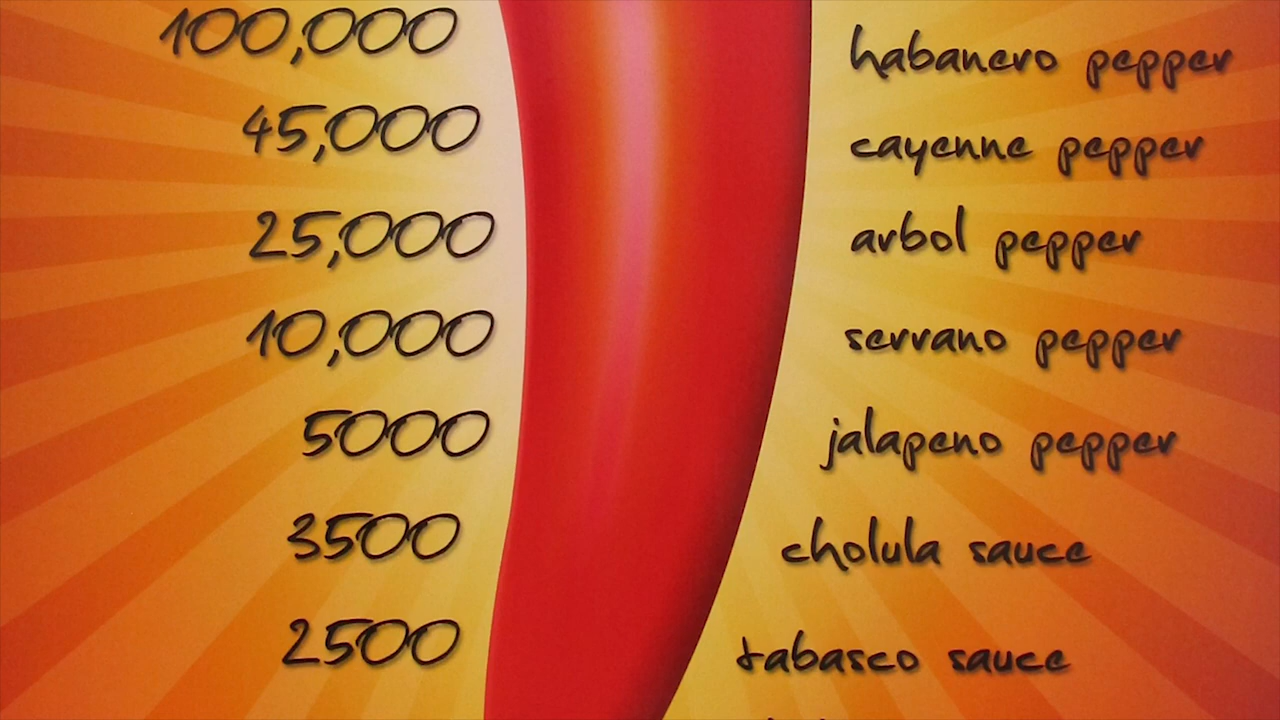 100,000 habanero pepper
45,000 cayenne pepper
25,000 arbol pepper
10,000 serrano pepper
5000 jalapeno pepper
3500 cholula sauce
2500 tabasco sauce